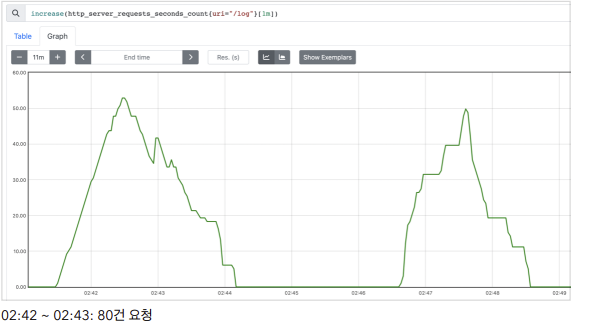 increase(http_server_requests_seconds_count{uri="/log"}[1m])
Table Graph
− 11m + < End time > Res. (s) Show Exemplars
60.00
50.00
40.00
30.00
20.00
10.00
0.00
02:42 02:43 02:44 02:45 02:46 02:47 02:48 02:49
02:42 ~ 02:43: 80건 요청